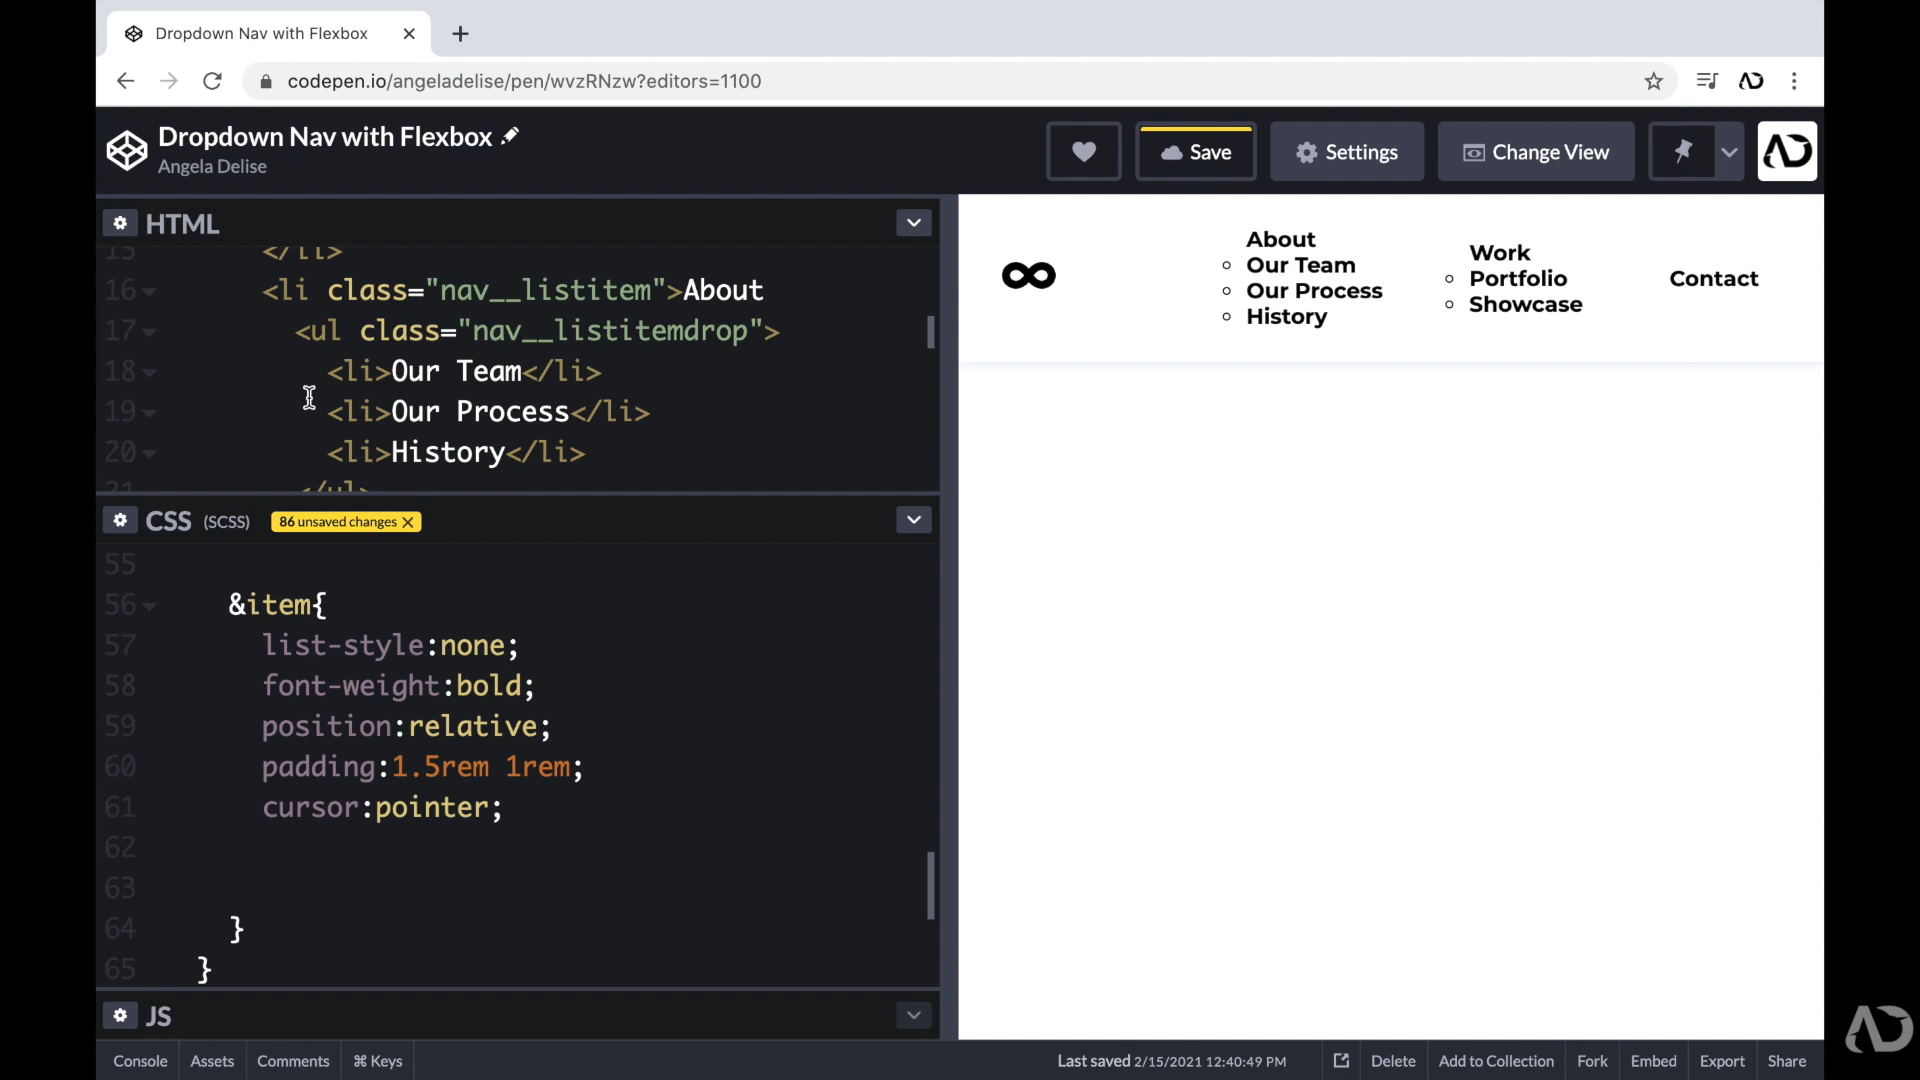 Dropdown Nav with Flexbox
codepen.io/angeladelise/pen/wvzRNzw?editors=1100
Dropdown Nav with Flexbox
Angela Delise
Save
Settings
Change View
HTML
15 </li>
16 <li class="nav__listitem">About
17 <ul class="nav__listitemdrop">
18 <li>Our Team</li>
19 <li>Our Process</li>
20 <li>History</li>
21 </ul>
CSS (SCSS) 86 unsaved changes
55
56 &item{
57 list-style:none;
58 font-weight:bold;
59 position:relative;
60 padding:1.5rem 1rem;
61 cursor:pointer;
62
63
64 }
65 }
JS
About
Our Team
Our Process
History
Work
Portfolio
Showcase
Contact
Console Assets Comments ⌘ Keys
Last saved 2/15/2021 12:40:49 PM
Delete Add to Collection Fork Embed Export Share